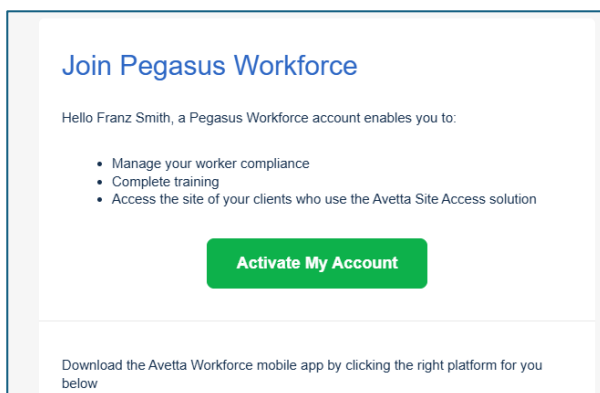 Join Pegasus Workforce
Hello Franz Smith, a Pegasus Workforce account enables you to:
• Manage your worker compliance
• Complete training
• Access the site of your clients who use the Avetta Site Access solution
Activate My Account
Download the Avetta Workforce mobile app by clicking the right platform for you
below